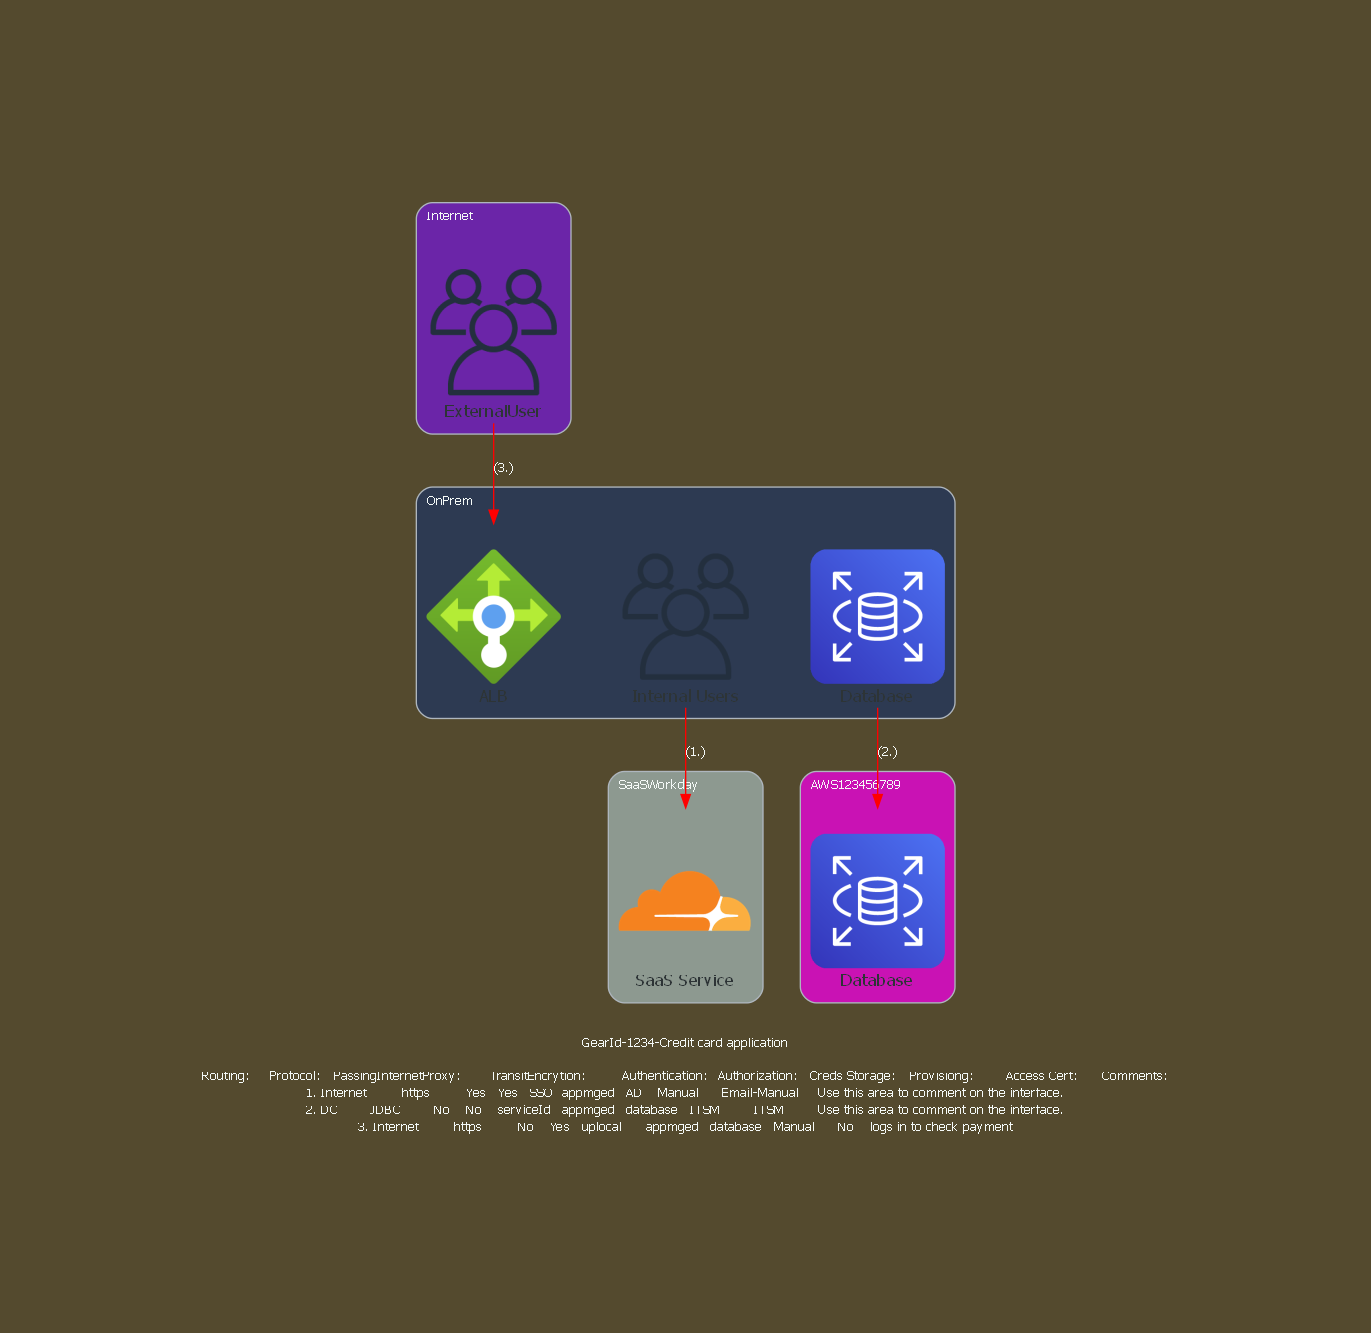 Internet
ExternalUser
(3.)
OnPrem
ALB
Internal Users
Database
(1.)
(2.)
SaaSWorkday
AWS123456789
SaaS Service
Database
GearId-1234-Credit card application
Routing: Protocol: PassingInternetProxy: TransitEncrytion: Authentication: Authorization: Creds Storage: Provisiong: Access Cert: Comments:
1. Internet https Yes Yes SSO appmged AD Manual Email-Manual Use this area to comment on the interface.
2. DC JDBC No No serviceId appmged database ITSM ITSM Use this area to comment on the interface.
3. Internet https No Yes uplocal appmged database Manual No logs in to check payment